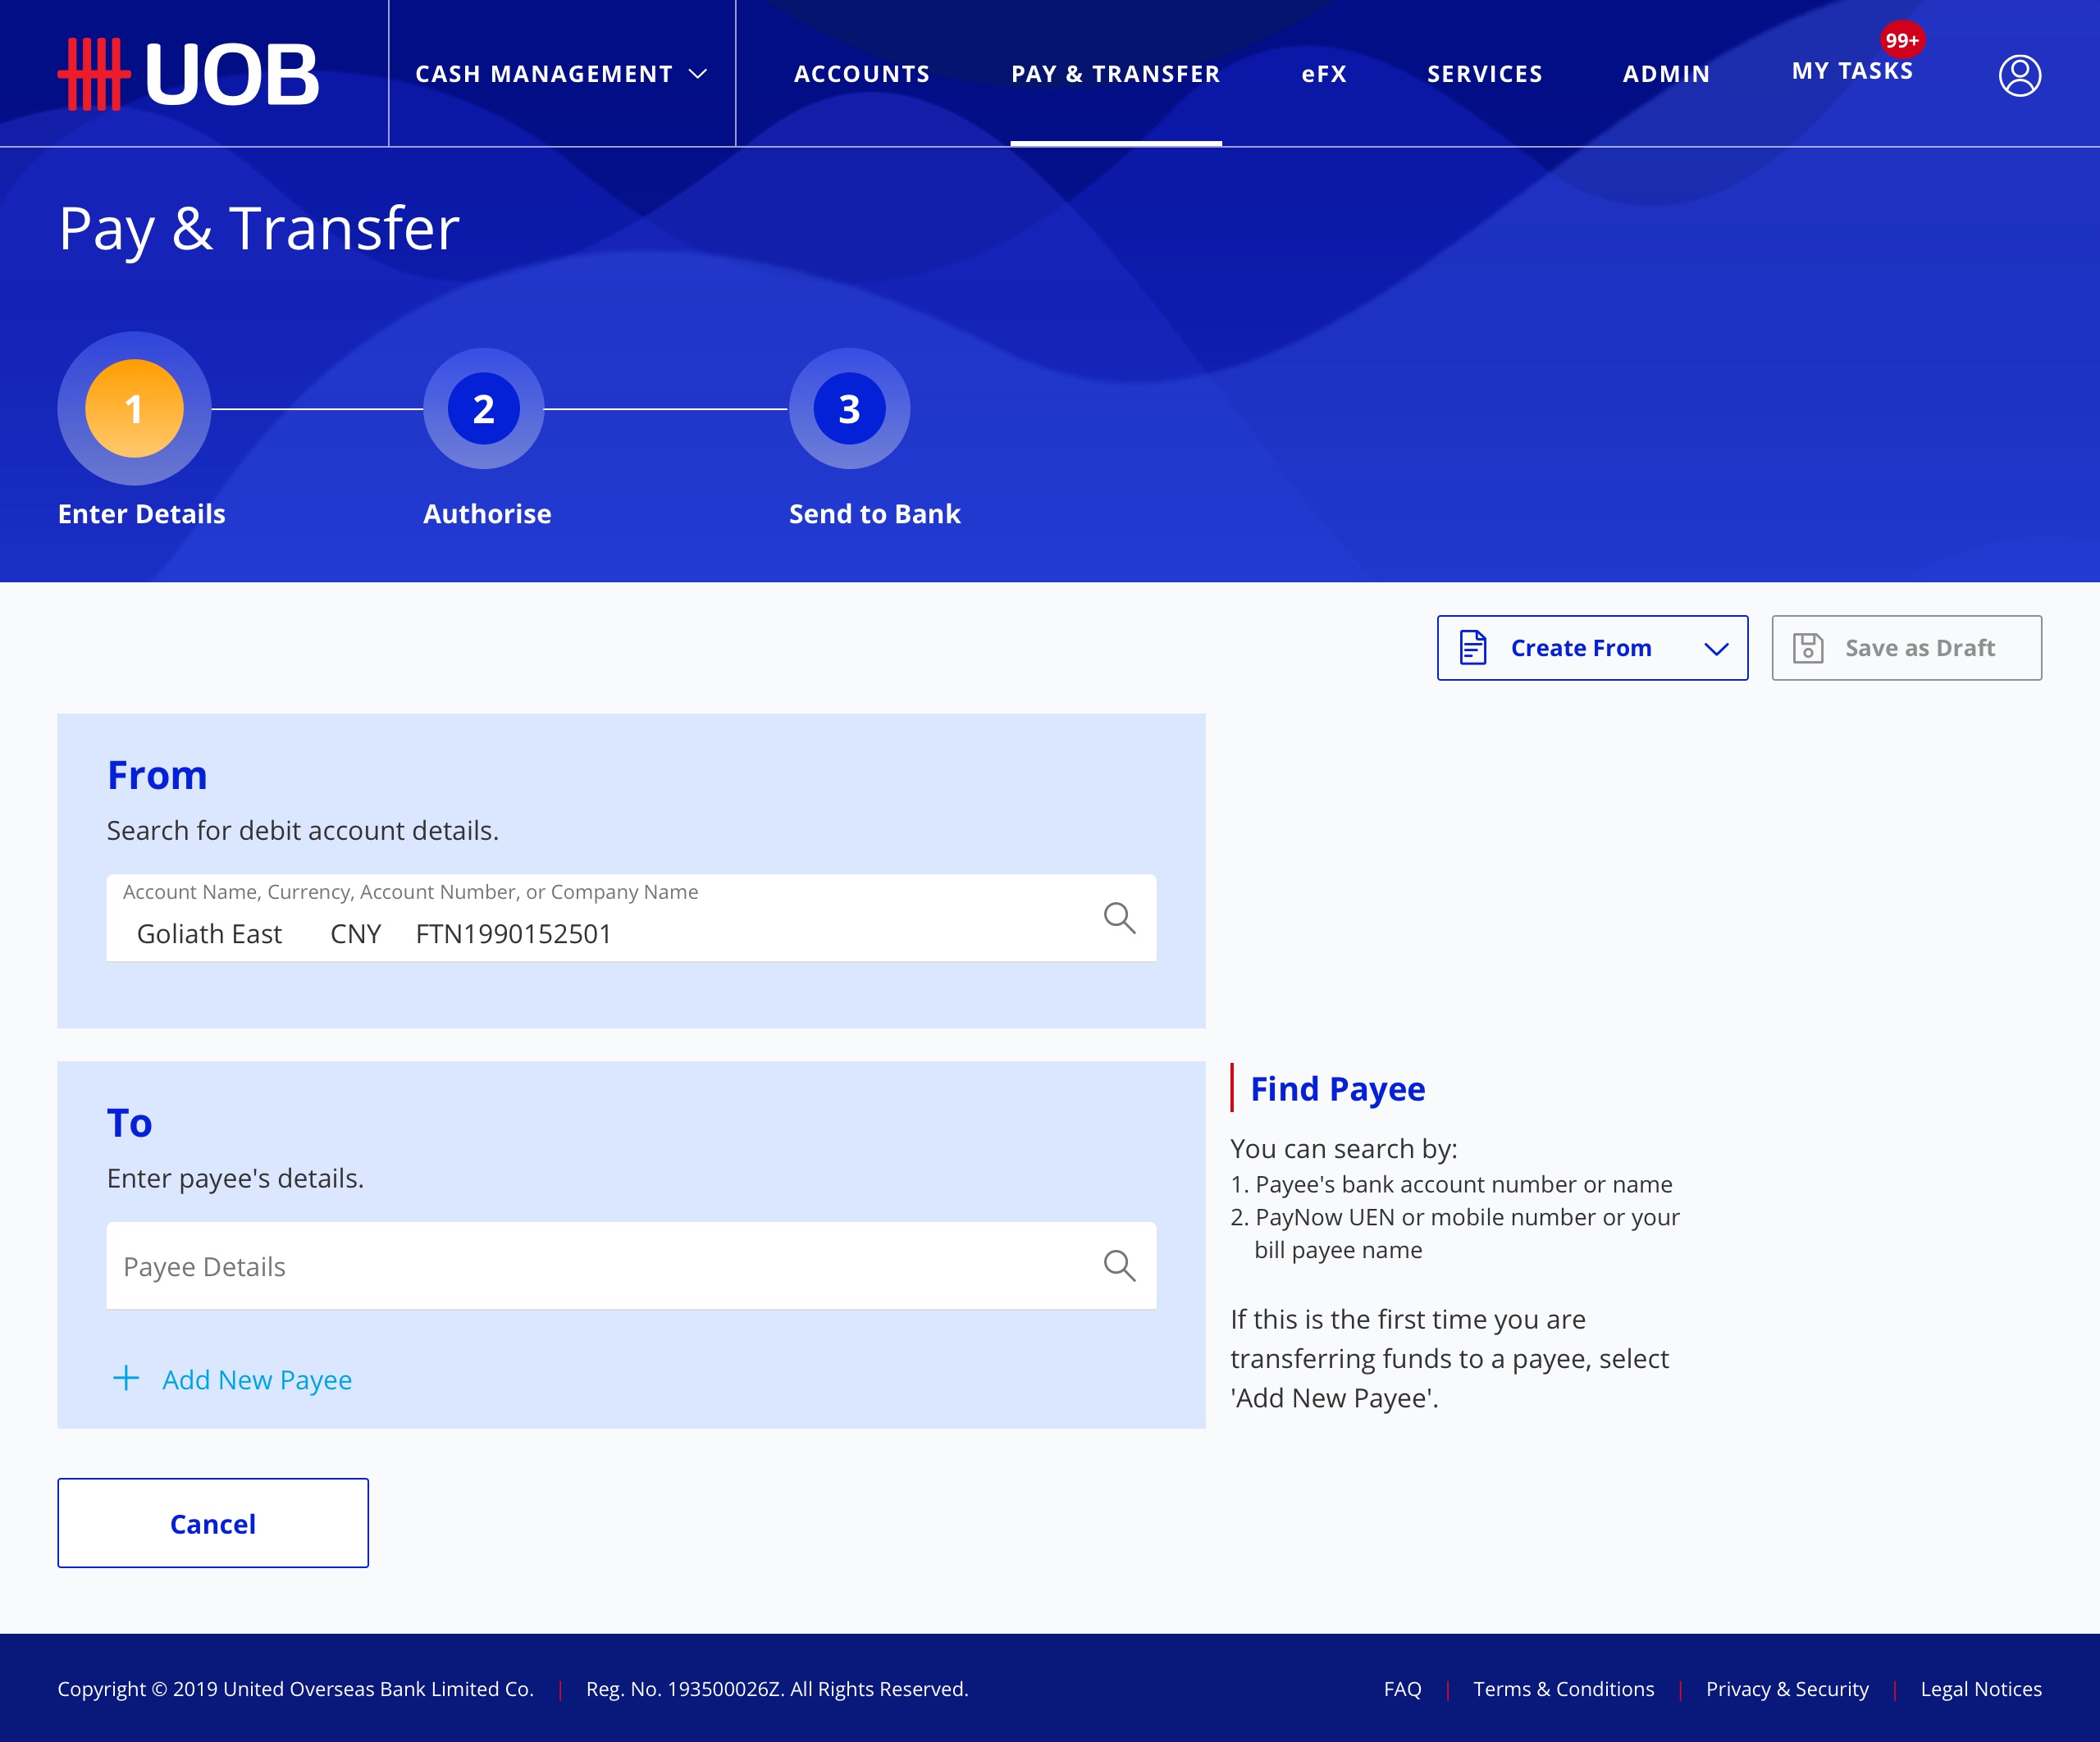 UOB
CASH MANAGEMENT
ACCOUNTS
PAY & TRANSFER
eFX
SERVICES
ADMIN
MY TASKS
99+
Pay & Transfer
1
2
3
Enter Details
Authorise
Send to Bank
Create From
Save as Draft
From
Search for debit account details.
Account Name, Currency, Account Number, or Company Name
Goliath East CNY FTN1990152501
To
Enter payee's details.
Payee Details
Add New Payee
Find Payee
You can search by:
1. Payee's bank account number or name
2. PayNow UEN or mobile number or your
bill payee name
If this is the first time you are
transferring funds to a payee, select
'Add New Payee'.
Cancel
Copyright © 2019 United Overseas Bank Limited Co. | Reg. No. 193500026Z. All Rights Reserved.
FAQ | Terms & Conditions | Privacy & Security | Legal Notices